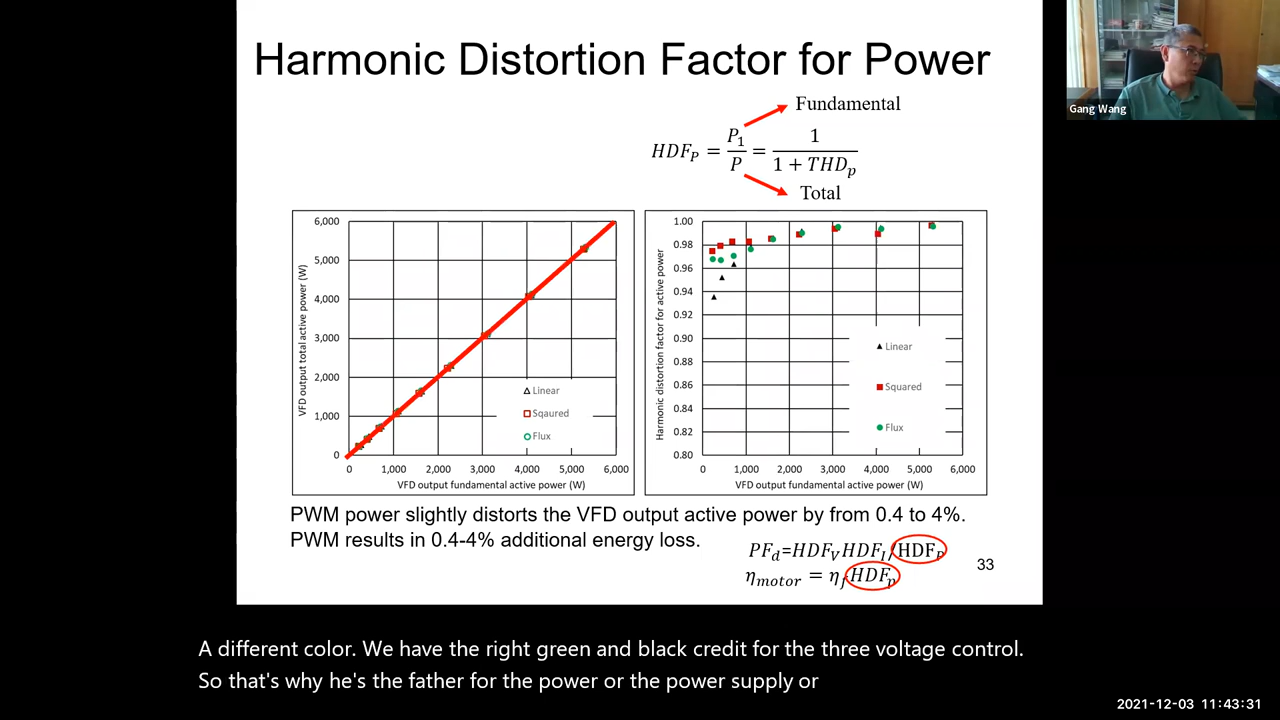 Harmonic Distortion Factor for Power
Gang Wang
Fundamental
HDF_P = P_1/P = 1/(1 + THD_p)
Total
6,000
5,000
4,000
3,000
2,000
1,000
0
VFD output total active power (W)
Linear
Sqaured
Flux
0 1,000 2,000 3,000 4,000 5,000 6,000
VFD output fundamental active power (W)
1.00
0.98
0.96
0.94
0.92
0.90
0.88
0.86
0.84
0.82
0.80
Harmonic distortion factor for active power
Linear
Squared
Flux
0 1,000 2,000 3,000 4,000 5,000 6,000
VFD output fundamental active power (W)
PWM power slightly distorts the VFD output active power by from 0.4 to 4%.
PWM results in 0.4-4% additional energy loss.
PF_d=HDF_V HDF_I/HDF_P
η_motor = η_f HDF_p
33
A different color. We have the right green and black credit for the three voltage control.
So that's why he's the father for the power or the power supply or
2021-12-03 11:43:31